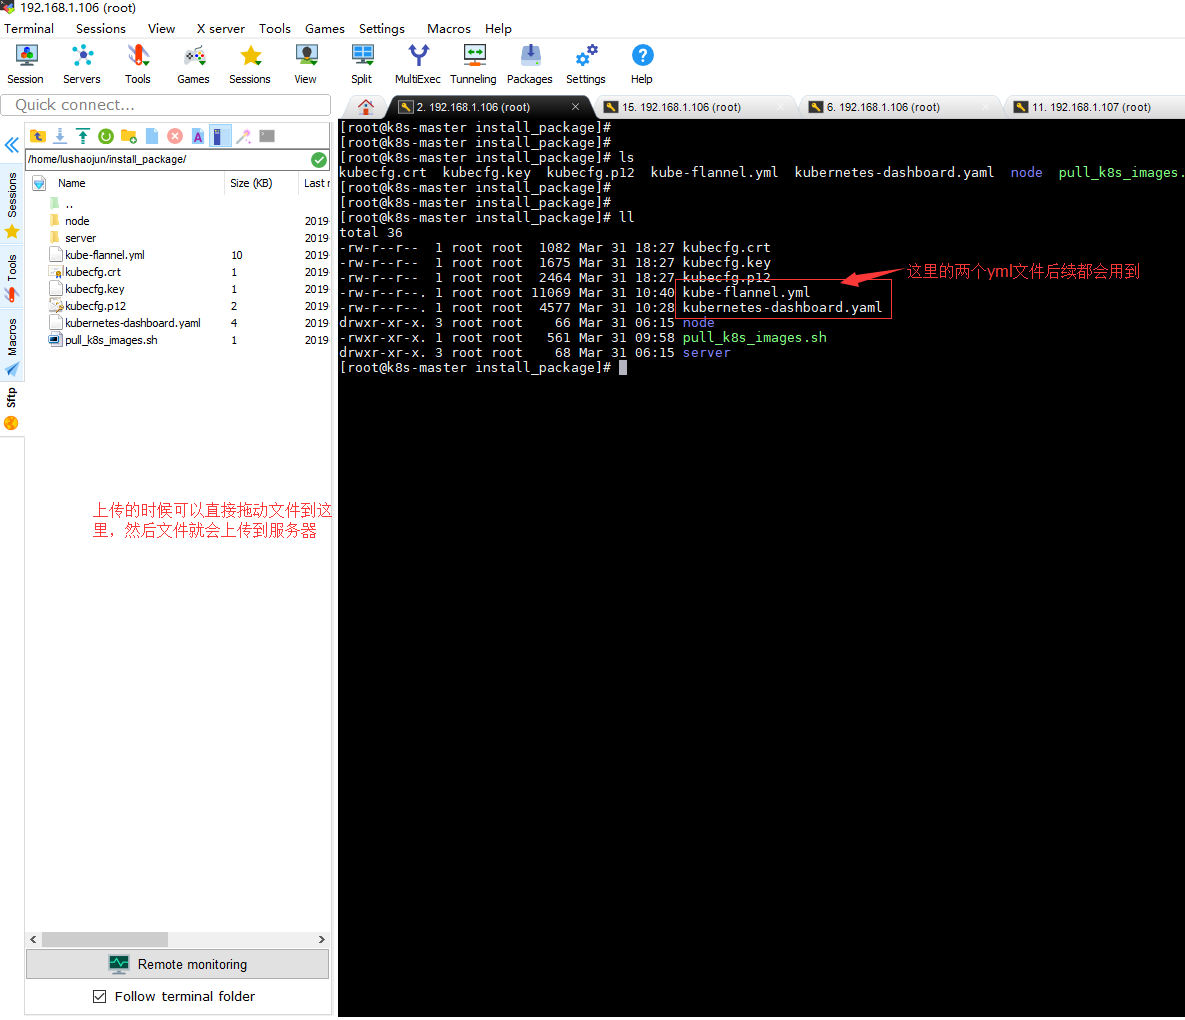 192.168.1.106 (root)
Terminal Sessions View X server Tools Games Settings Macros Help
Session Servers Tools Games Sessions View Split MultiExec Tunneling Packages Settings Help
Quick connect...
2. 192.168.1.106 (root)
15. 192.168.1.106 (root)
6. 192.168.1.106 (root)
11. 192.168.1.107 (root)
Sessions
Tools
Macros
Sftp
/home/lushaojun/install_package/
Name Size (KB) Last r
..
node 2019
server 2019
kube-flannel.yml 10 2019
kubecfg.crt 1 2019
kubecfg.key 1 2019
kubecfg.p12 2 2019
kubernetes-dashboard.yaml 4 2019
pull_k8s_images.sh 1 2019
上传的时候可以直接拖动文件到这
里，然后文件就会上传到服务器
Remote monitoring
Follow terminal folder
[root@k8s-master install_package]#
[root@k8s-master install_package]#
[root@k8s-master install_package]# ls
kubecfg.crt kubecfg.key kubecfg.p12 kube-flannel.yml kubernetes-dashboard.yaml node pull_k8s_images.
[root@k8s-master install_package]#
[root@k8s-master install_package]#
[root@k8s-master install_package]# ll
total 36
-rw-r--r-- 1 root root 1082 Mar 31 18:27 kubecfg.crt
-rw-r--r-- 1 root root 1675 Mar 31 18:27 kubecfg.key
-rw-r--r-- 1 root root 2464 Mar 31 18:27 kubecfg.p12
-rw-r--r--. 1 root root 11069 Mar 31 10:40 kube-flannel.yml
-rw-r--r--. 1 root root 4577 Mar 31 10:28 kubernetes-dashboard.yaml
drwxr-xr-x. 3 root root 66 Mar 31 06:15 node
-rwxr-xr-x. 1 root root 561 Mar 31 09:58 pull_k8s_images.sh
drwxr-xr-x. 3 root root 68 Mar 31 06:15 server
[root@k8s-master install_package]#
这里的两个yml文件后续都会用到